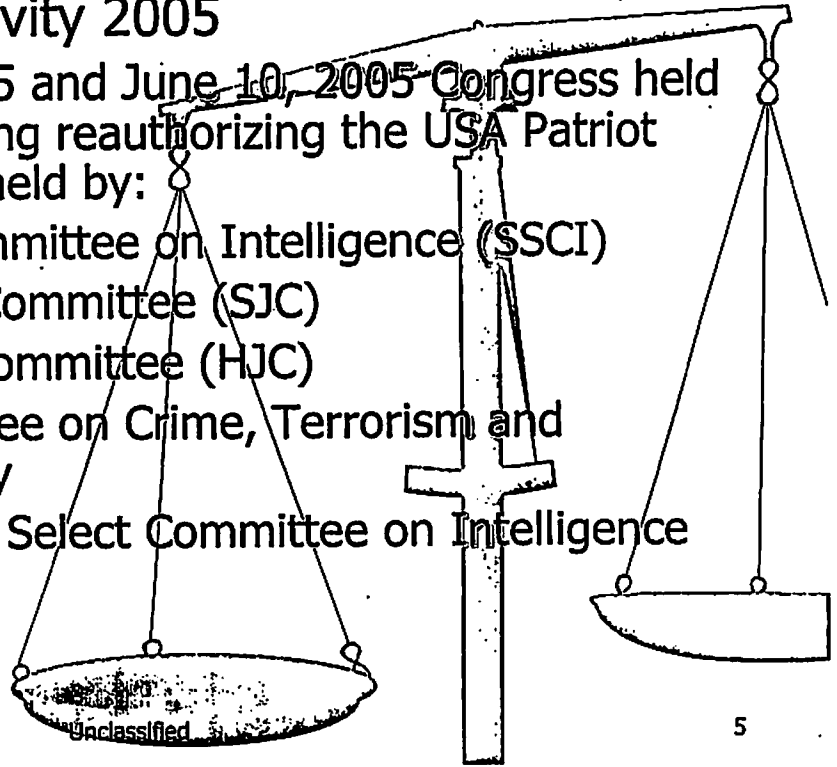 vity 2005
5 and June 10, 2005 Congress held
ng reauthorizing the USA Patriot
held by:
mmittee on Intelligence (SSCI)
Committee (SJC)
ommittee (HJC)
ee on Crime, Terrorism and
y
Select Committee on Intelligence
Unclassified
5